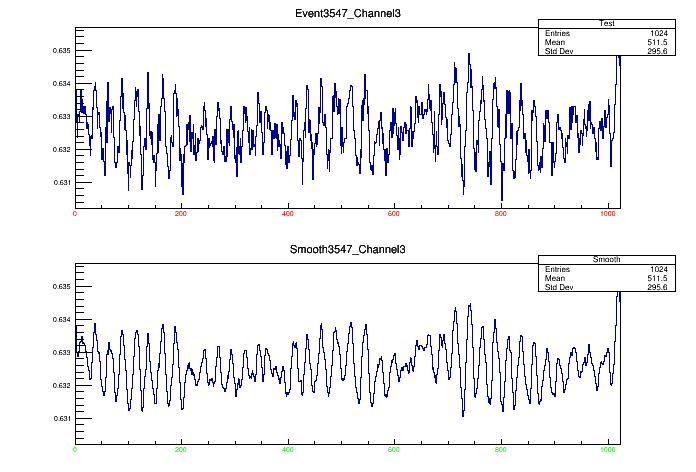 Event3547_Channel3
Test
Entries 1024
Mean 511.5
Std Dev 295.6
0.635
0.634
0.633
0.632
0.631
0 200 400 600 800 1000
Smooth3547_Channel3
Smooth
Entries 1024
Mean 511.5
Std Dev 295.6
0.635
0.634
0.633
0.632
0.631
0 200 400 600 800 1000